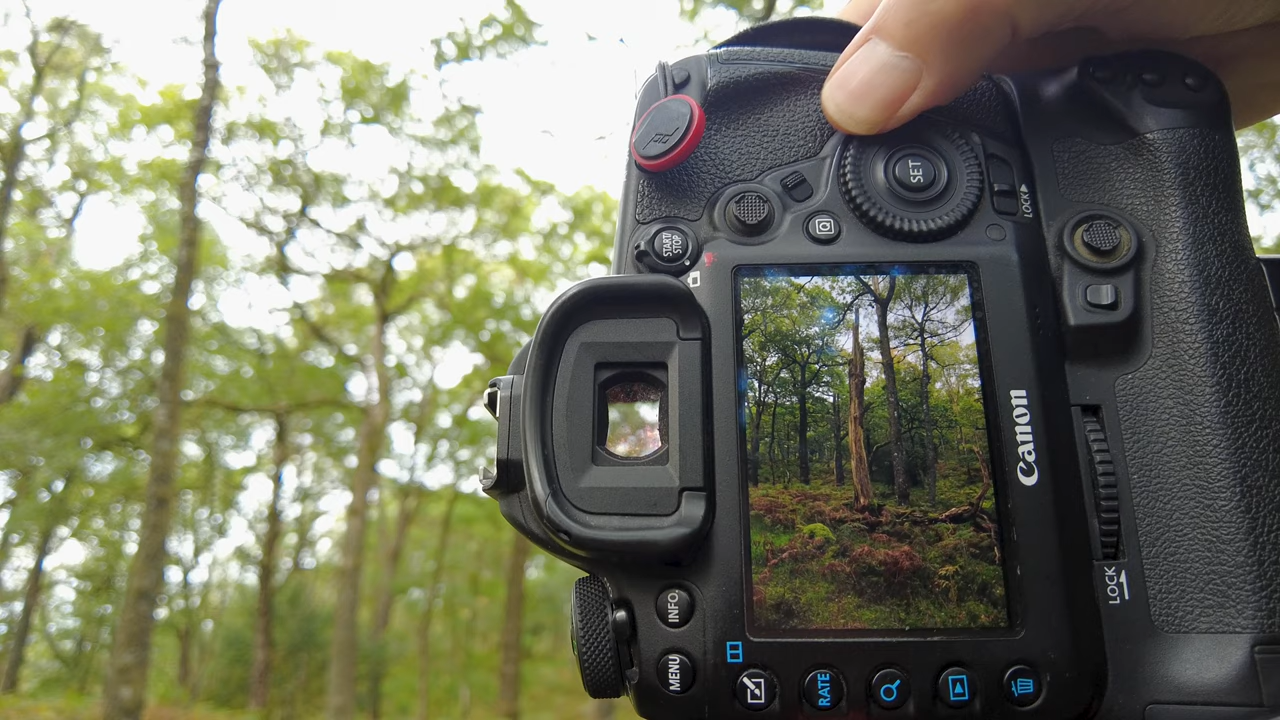 SET
LOCK▶
Q
START/
STOP
Canon
LOCK
INFO.
MENU
RATE